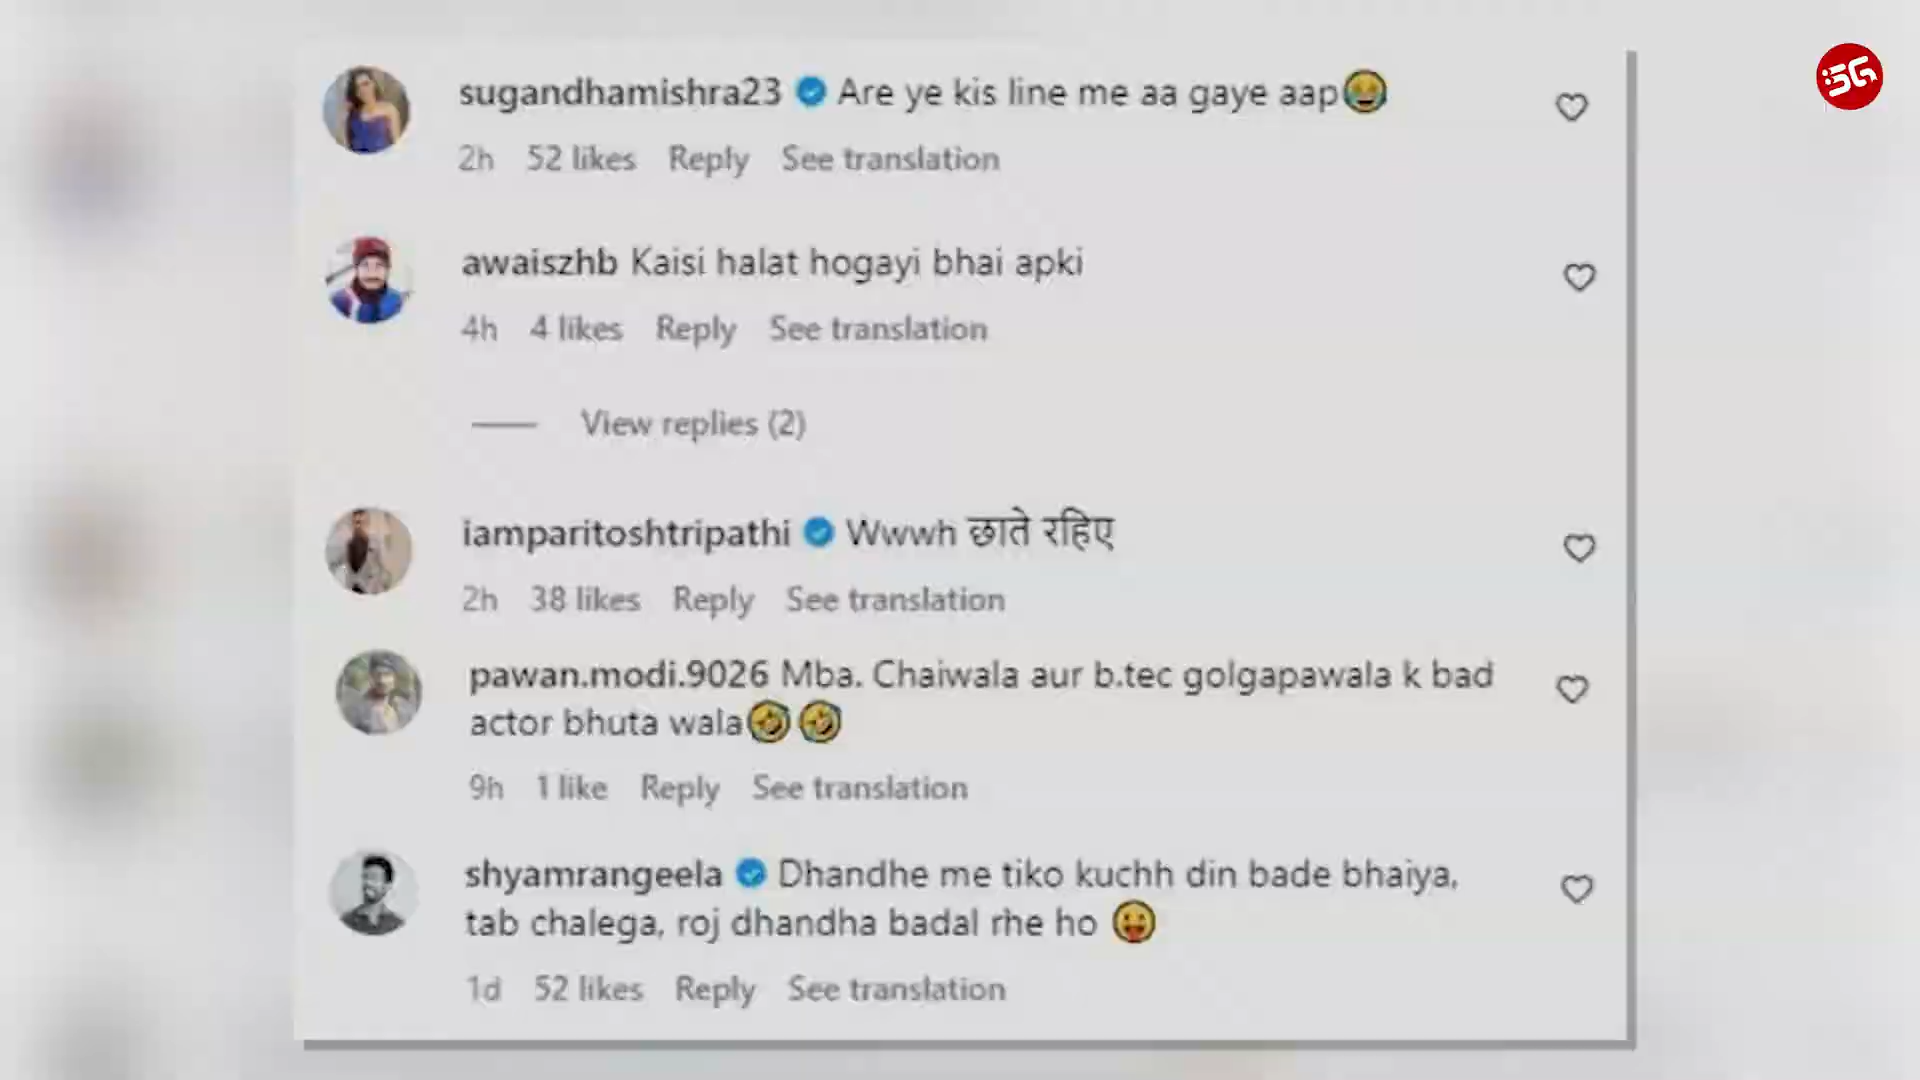 sugandhamishra23 Are ye kis line me aa gaye aap😂
2h 52 likes Reply See translation
awaiszhb Kaisi halat hogayi bhai apki
4h 4 likes Reply See translation
View replies (2)
iamparitoshtripathi Wwwh छाते रहिए
2h 38 likes Reply See translation
pawan.modi.9026 Mba. Chaiwala aur b.tec golgapawala k bad
actor bhuta wala🤣🤣
9h 1 like Reply See translation
shyamrangeela Dhandhe me tiko kuchh din bade bhaiya,
tab chalega, roj dhandha badal rhe ho 😛
1d 52 likes Reply See translation
SG